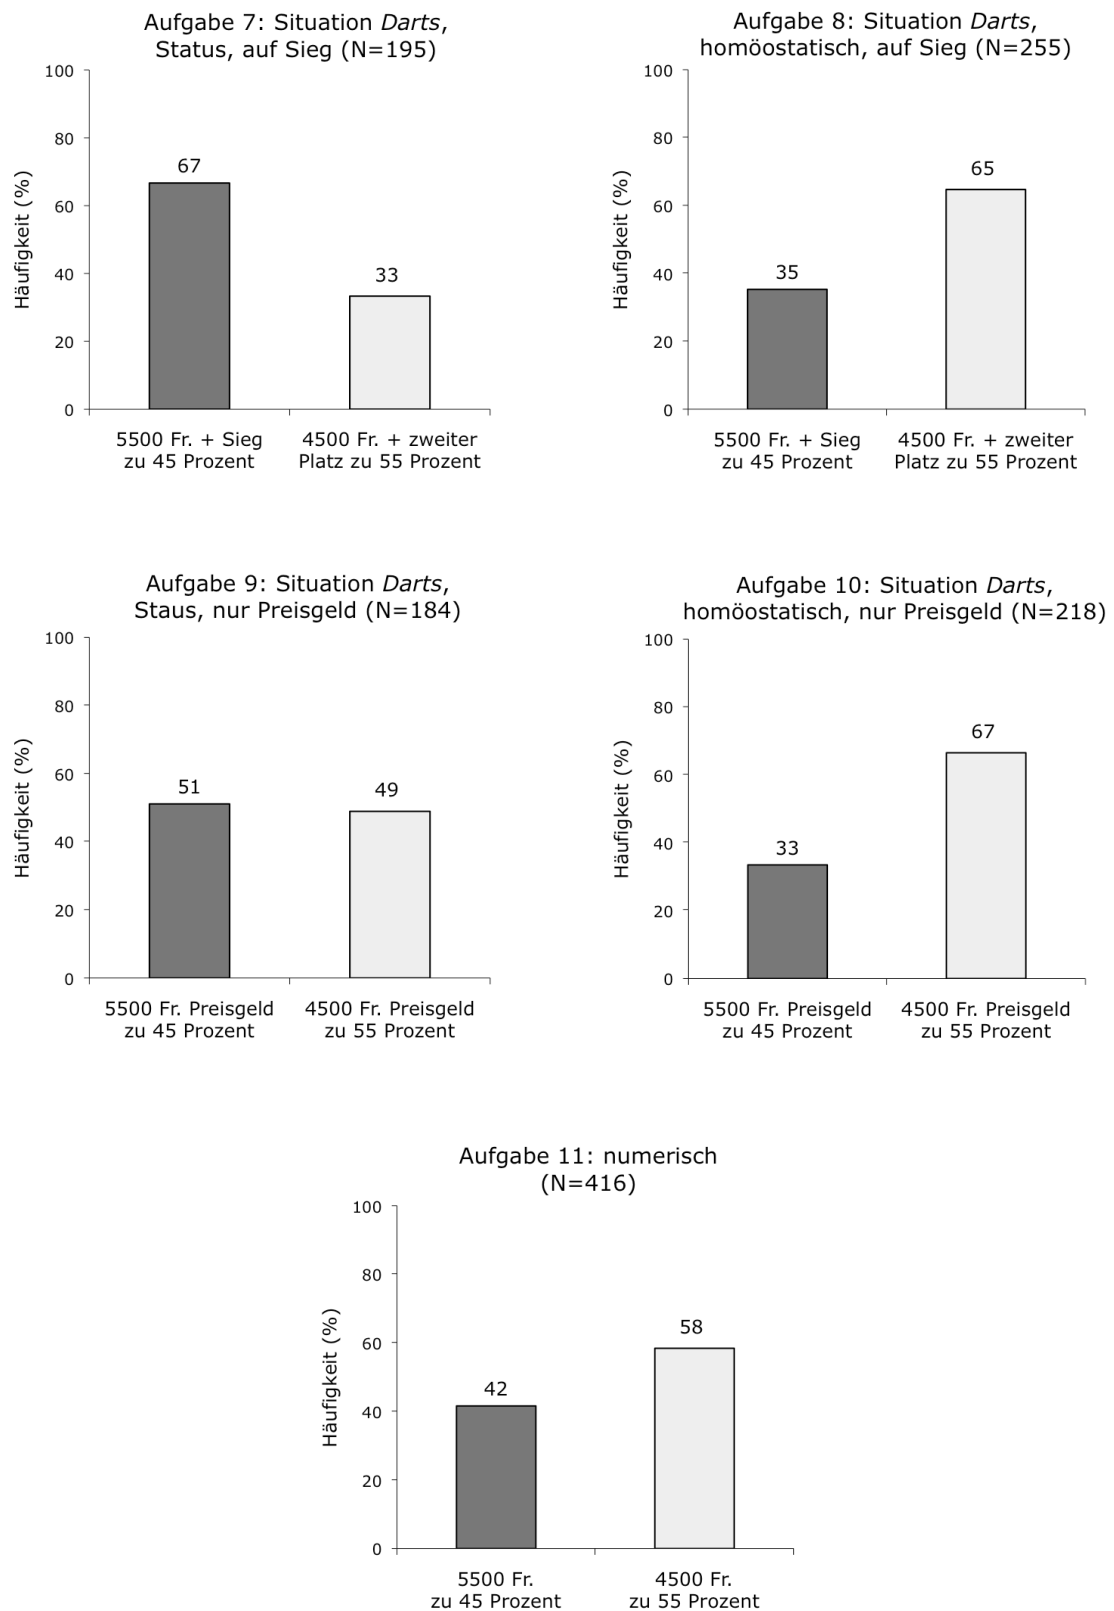 Aufgabe 7: Situation Darts,
Status, auf Sieg (N=195)
Häufigkeit (%)
100
80
60
40
20
0
67
33
5500 Fr. + Sieg
zu 45 Prozent
4500 Fr. + zweiter
Platz zu 55 Prozent
Aufgabe 8: Situation Darts,
homöostatisch, auf Sieg (N=255)
Häufigkeit (%)
100
80
60
40
20
0
35
65
5500 Fr. + Sieg
zu 45 Prozent
4500 Fr. + zweiter
Platz zu 55 Prozent
Aufgabe 9: Situation Darts,
Staus, nur Preisgeld (N=184)
Häufigkeit (%)
100
80
60
40
20
0
51
49
5500 Fr. Preisgeld
zu 45 Prozent
4500 Fr. Preisgeld
zu 55 Prozent
Aufgabe 10: Situation Darts,
homöostatisch, nur Preisgeld (N=218)
Häufigkeit (%)
100
80
60
40
20
0
33
67
5500 Fr. Preisgeld
zu 45 Prozent
4500 Fr. Preisgeld
zu 55 Prozent
Aufgabe 11: numerisch
(N=416)
Häufigkeit (%)
100
80
60
40
20
0
42
58
5500 Fr.
zu 45 Prozent
4500 Fr.
zu 55 Prozent